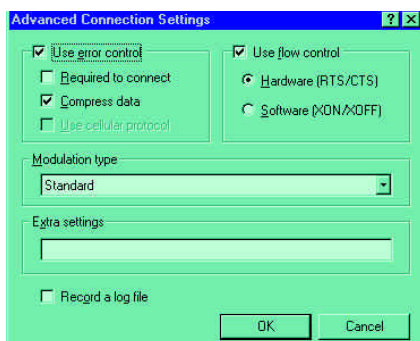 Advanced Connection Settings
Use error control
Required to connect
Compress data
Use cellular protocol
Use flow control
Hardware (RTS/CTS)
Software (XON/XOFF)
Modulation type
Standard
Extra settings
Record a log file
OK
Cancel